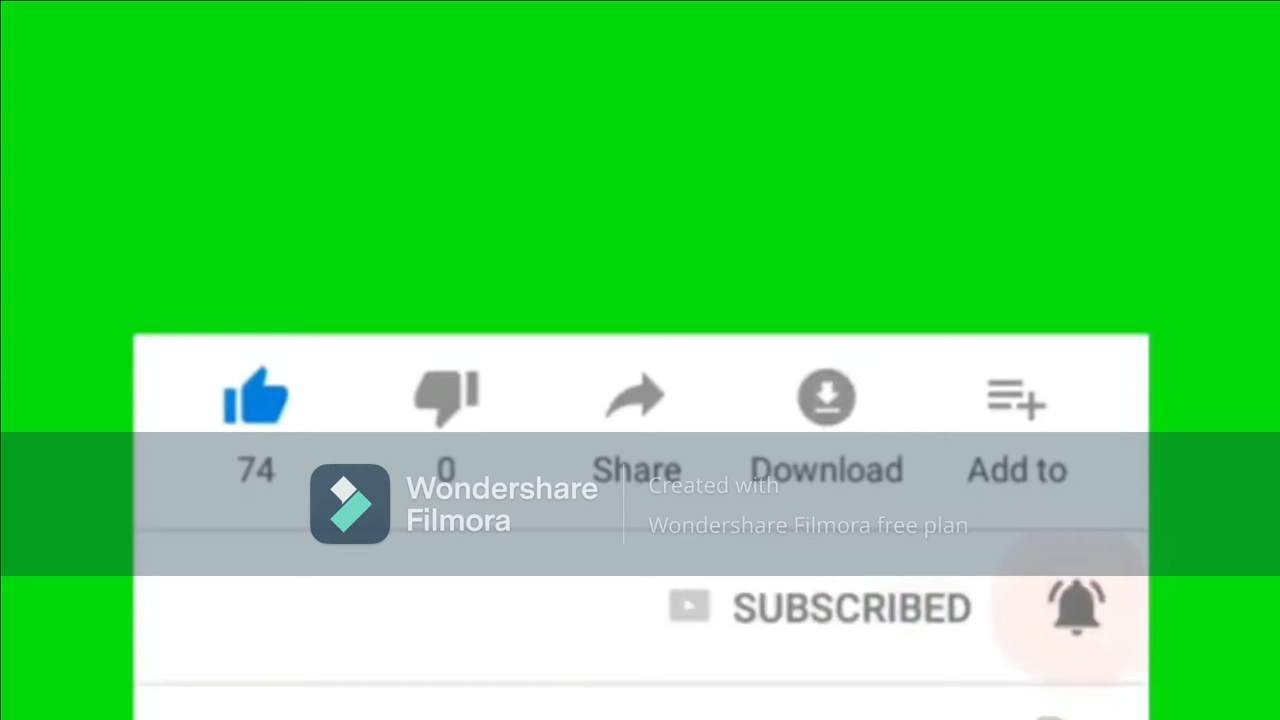 74
0
Share
Download
Add to
Wondershare
Filmora
Created with
Wondershare Filmora free plan
SUBSCRIBED